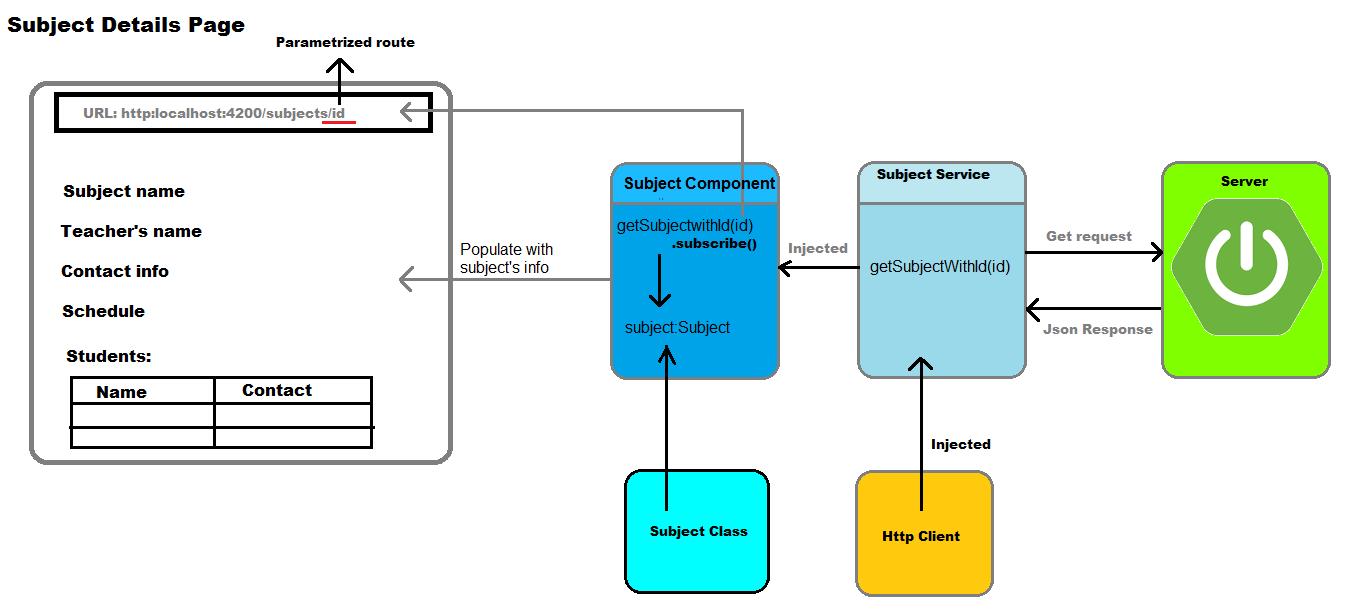 Subject Details Page
Parametrized route
URL: http:localhost:4200/subjects/id
Subject name
Teacher's name
Contact info
Schedule
Students:
Name
Contact
Populate with
subject's info
Subject Component
getSubjectwithId(id)
.subscribe()
subject:Subject
Subject Class
Injected
Subject Service
getSubjectWithId(id)
Injected
Http Client
Get request
Json Response
Server